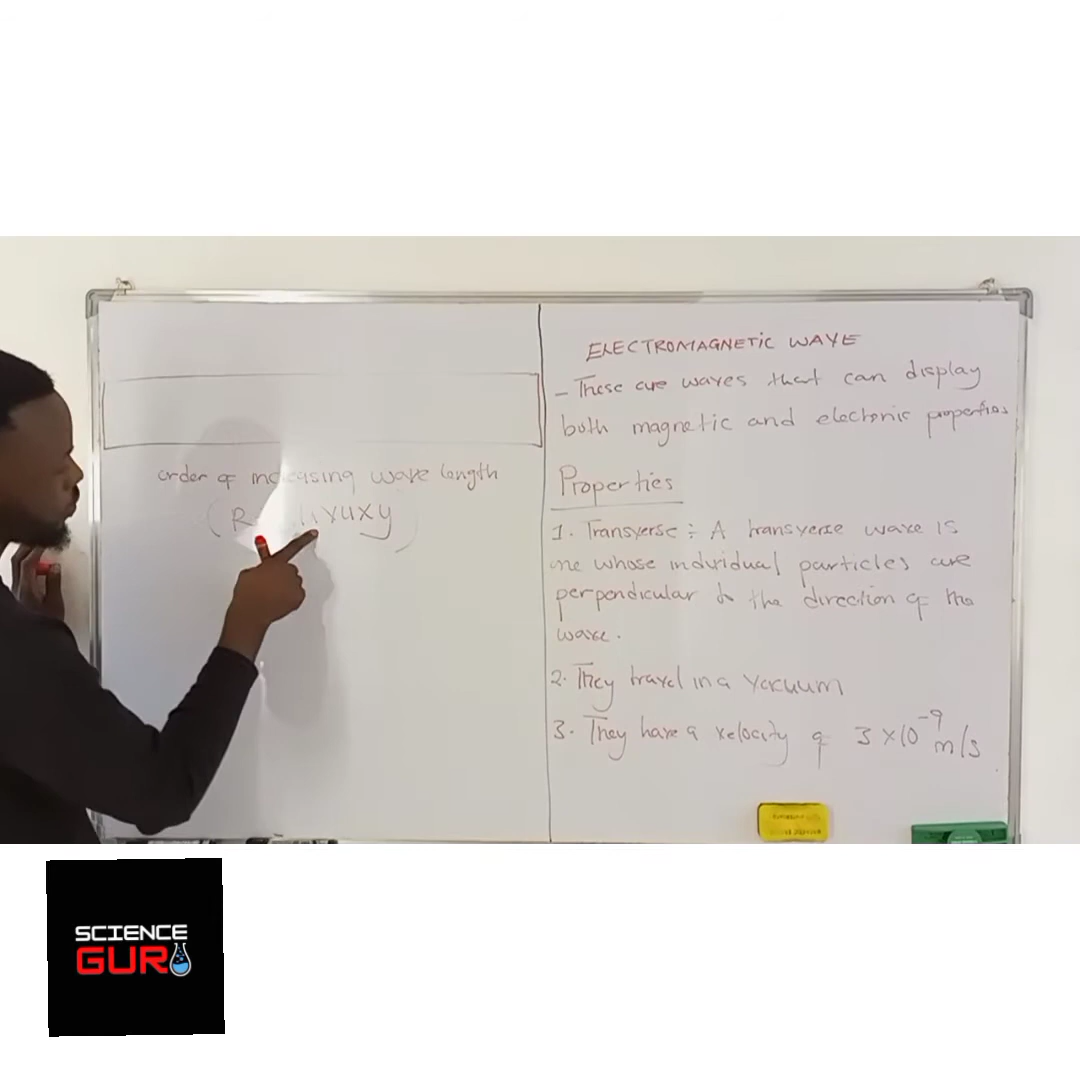 order of increasing wave length
(R VUXY)
ELECTROMAGNETIC WAVE
- These are waves that can display
both magnetic and electronic properties
Properties
1. Transverse : A transverse wave is
one whose individual particles are
perpendicular to the direction of the
wave.
2. They travel in a vacuum
3. They have a velocity of 3 × 10⁻⁹ m/s
SCIENCE
GURU